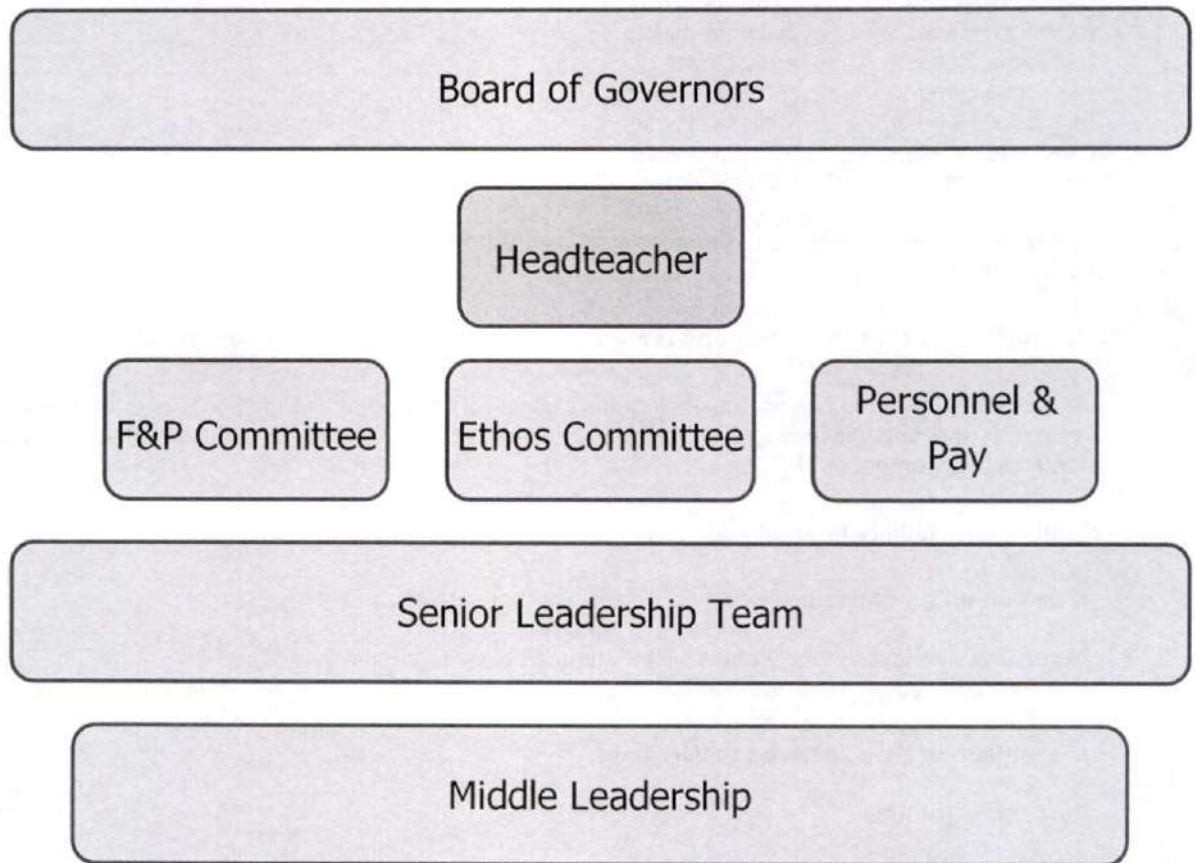 Board of Governors
Headteacher
F&P Committee
Ethos Committee
Personnel &
Pay
Senior Leadership Team
Middle Leadership